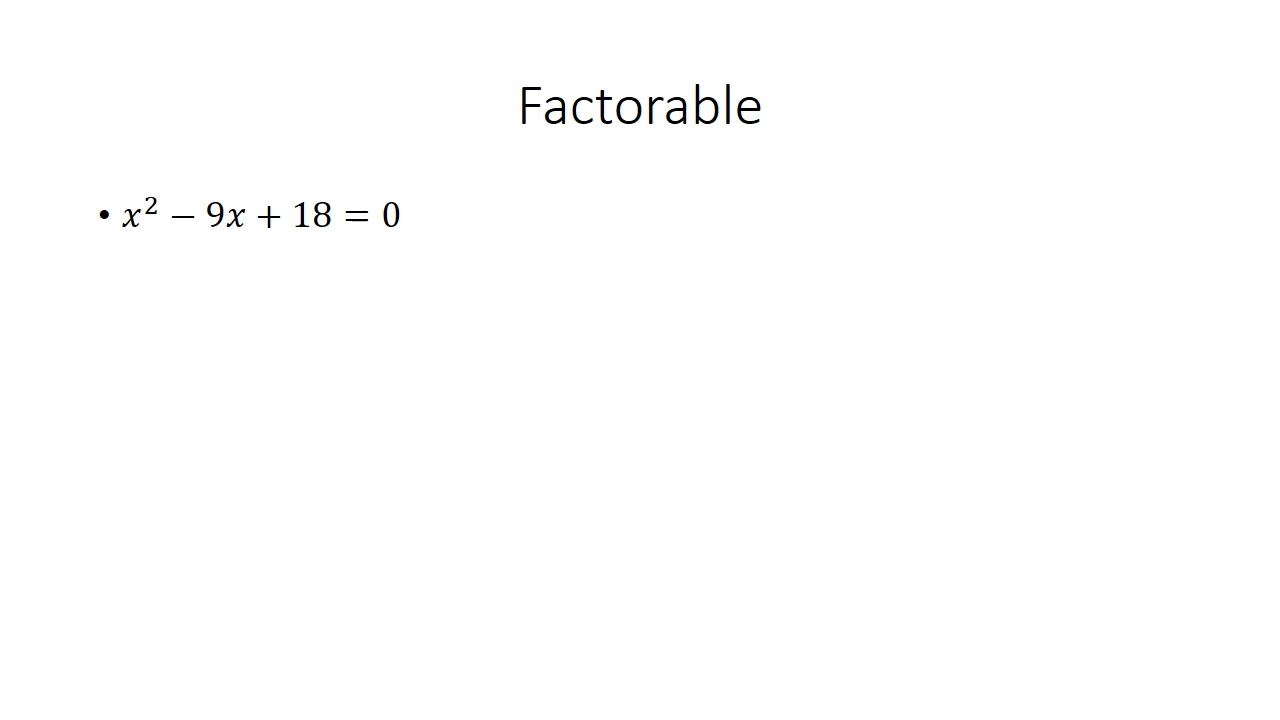 Factorable
• x² − 9x + 18 = 0